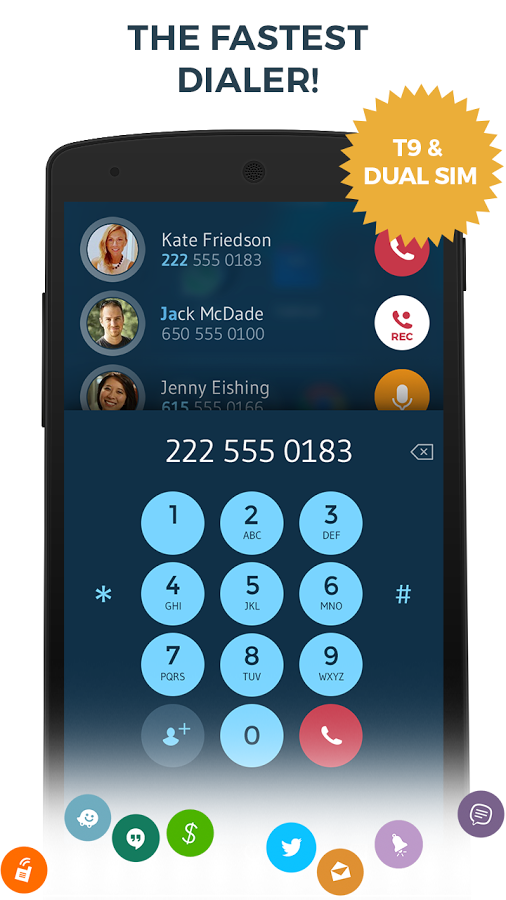 THE FASTEST
DIALER!
T9 &
DUAL SIM
Kate Friedson
222 555 0183
Jack McDade
650 555 0100
REC
Jenny Eishing
615 555 0166
222 555 0183
1
2
ABC
3
DEF
*
4
GHI
5
JKL
6
MNO
#
7
PQRS
8
TUV
9
WXYZ
0
$